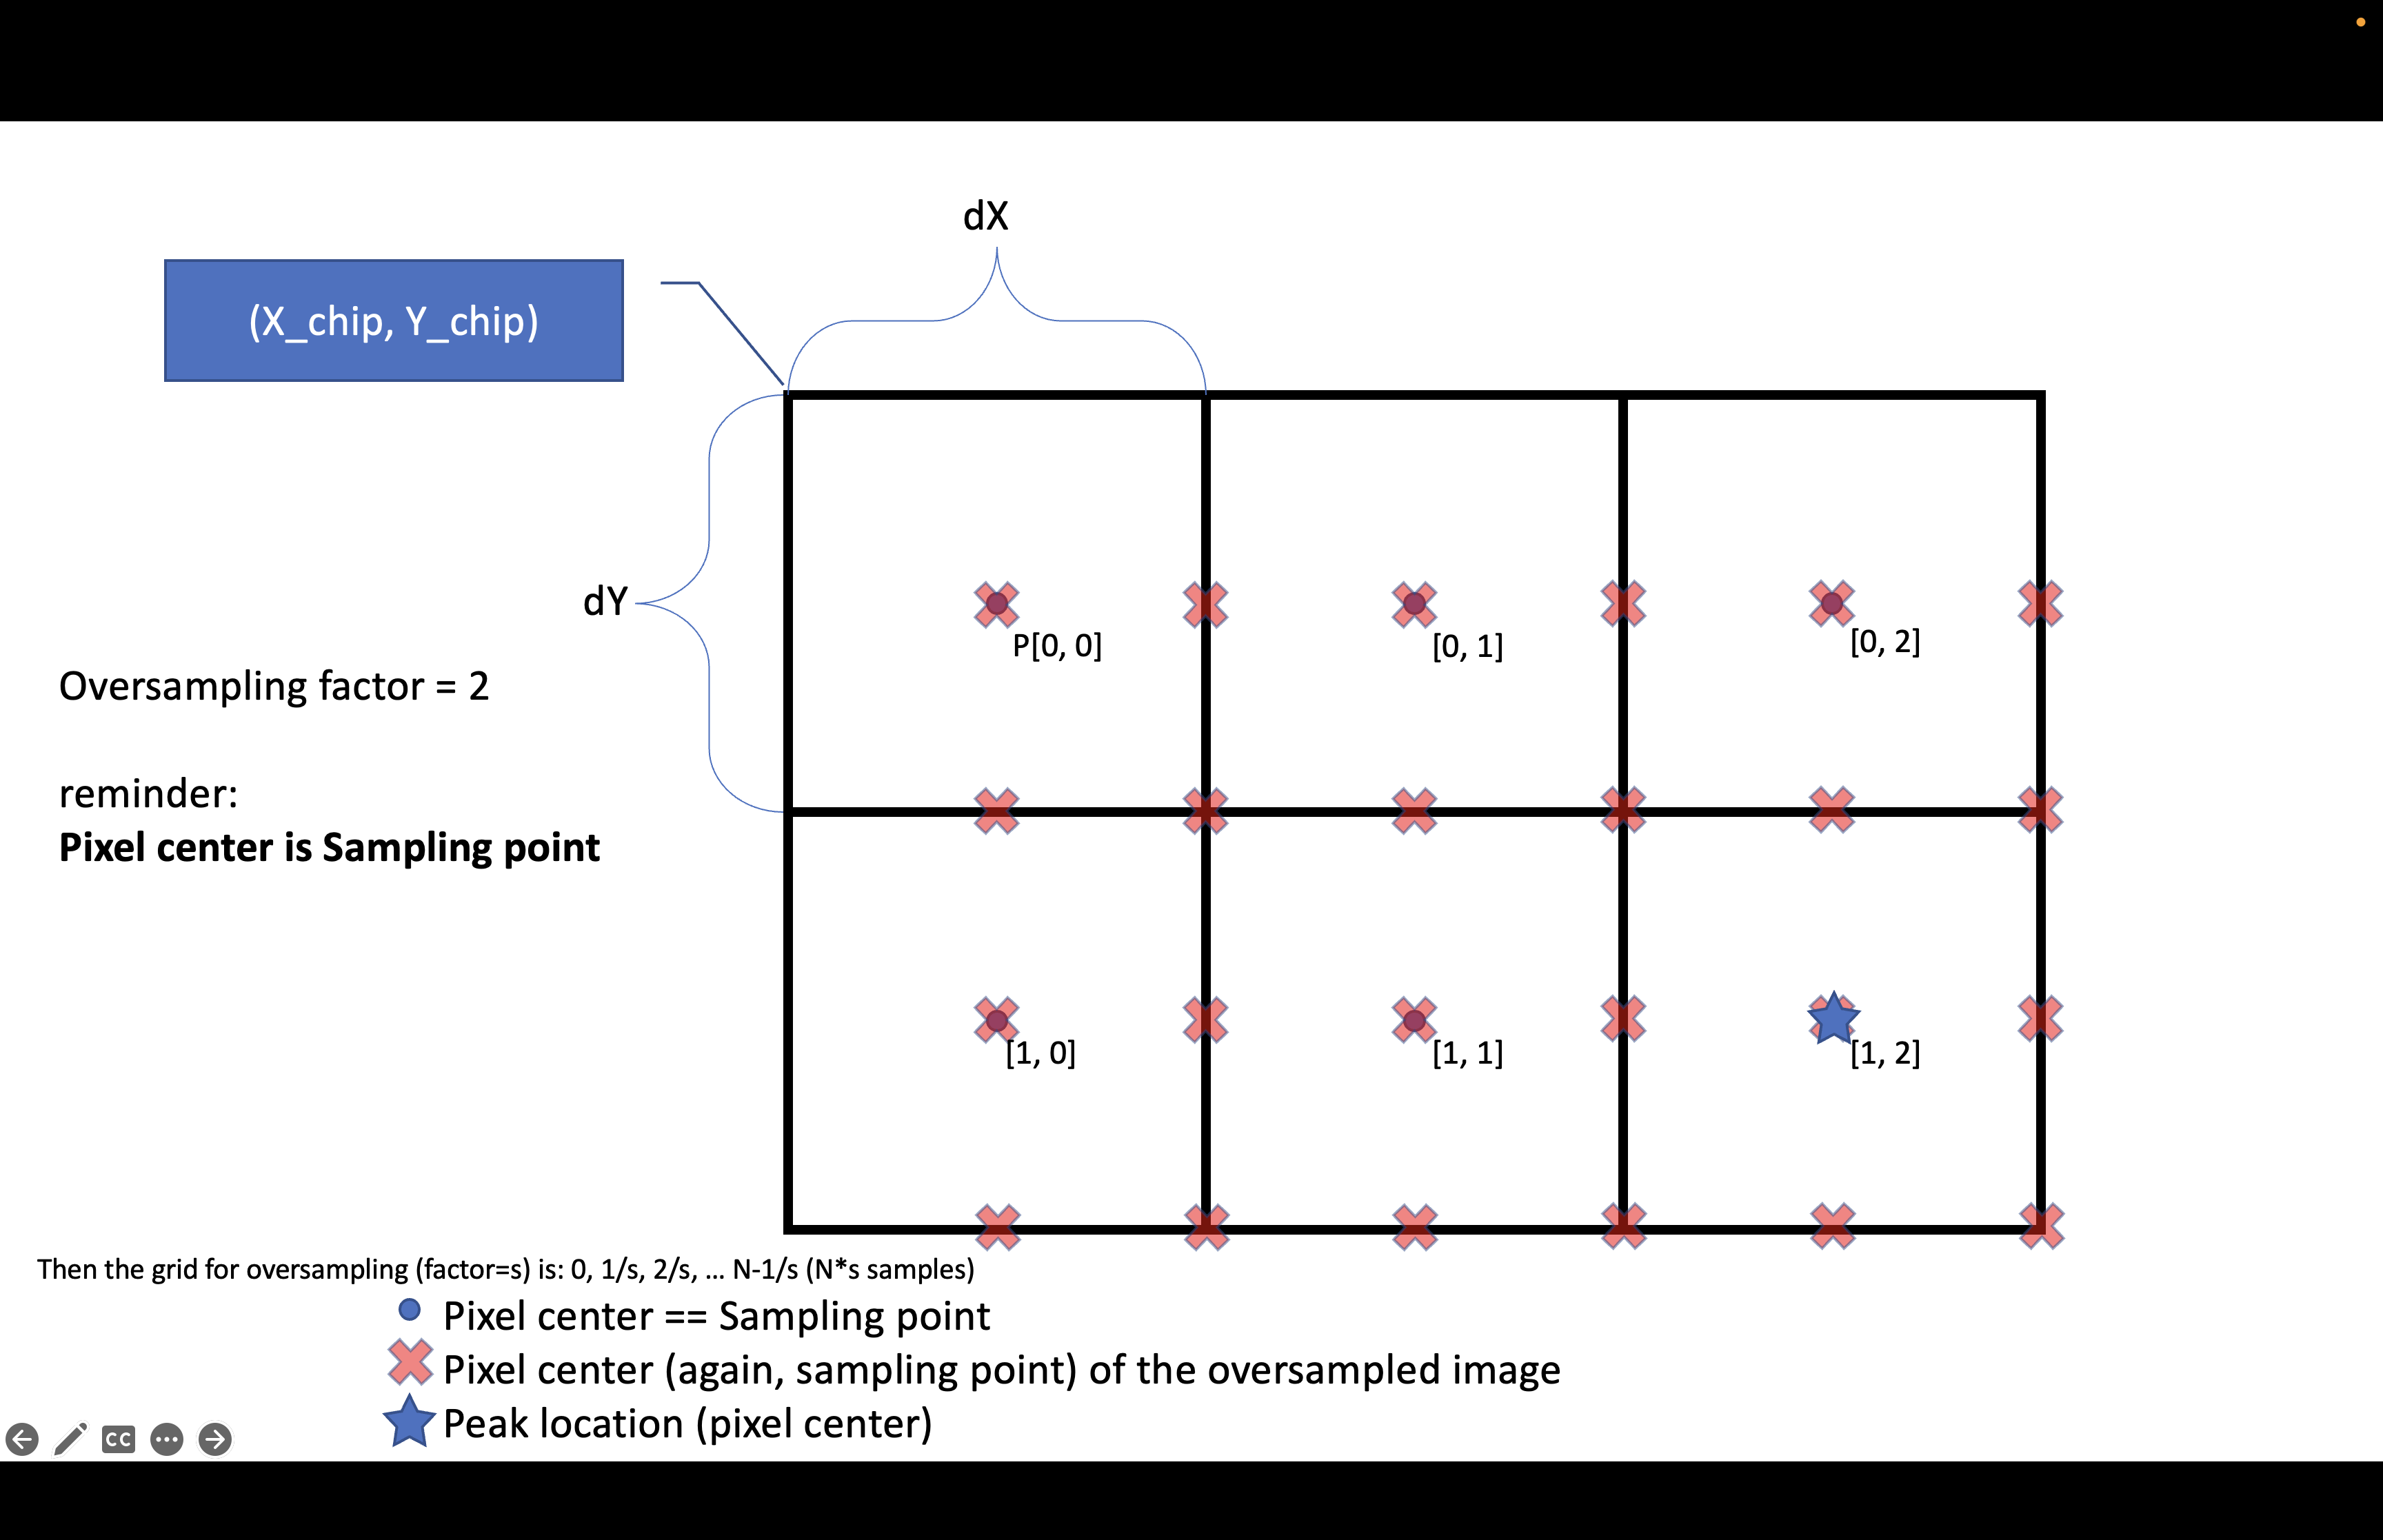 dX
(X_chip, Y_chip)
dY
P[0, 0]
[0, 1]
[0, 2]
Oversampling factor = 2
reminder:
Pixel center is Sampling point
[1, 0]
[1, 1]
[1, 2]
Then the grid for oversampling (factor=s) is: 0, 1/s, 2/s, ... N-1/s (N*s samples)
Pixel center == Sampling point
Pixel center (again, sampling point) of the oversampled image
Peak location (pixel center)
CC